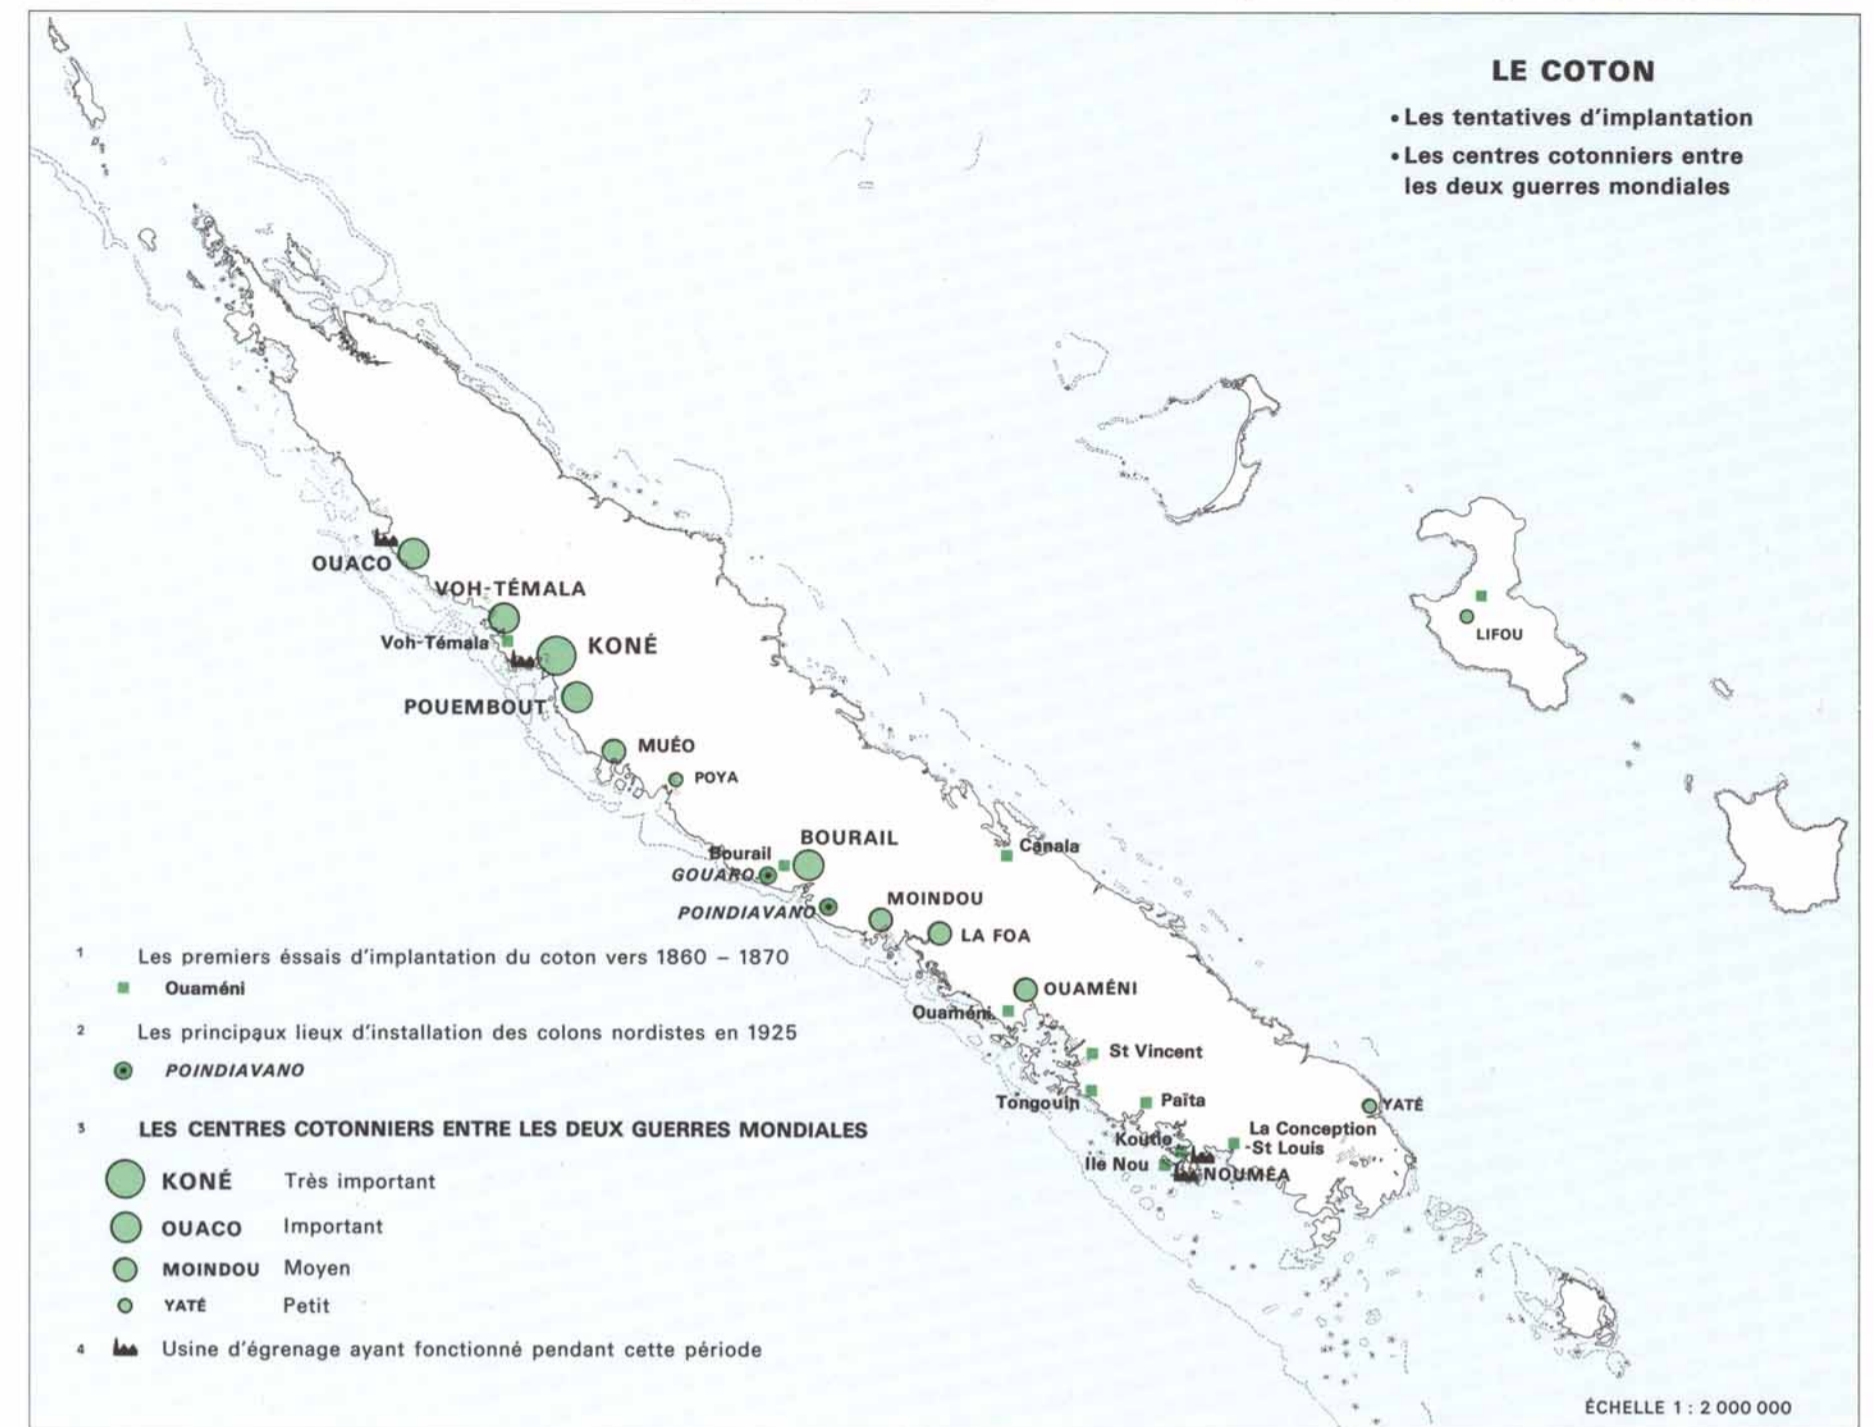 LE COTON
• Les tentatives d'implantation
• Les centres cotonniers entre
les deux guerres mondiales
OUACO
VOH-TÉMALA
Voh-Témala
KONÉ
POUEMBOUT
MUÉO
POYA
LIFOU
BOURAIL
Bourail
GOUARO
Canala
POINDIAVANO
MOINDOU
LA FOA
OUAMÉNI
Ouaméni
St Vincent
Tongouin
Païta
YATÉ
La Conception
-St Louis
Koutio
Ile Nou
NOUMÉA
1 Les premiers éssais d'implantation du coton vers 1860 – 1870
Ouaméni
2 Les principaux lieux d'installation des colons nordistes en 1925
POINDIAVANO
3 LES CENTRES COTONNIERS ENTRE LES DEUX GUERRES MONDIALES
KONÉ Très important
OUACO Important
MOINDOU Moyen
YATÉ Petit
4 Usine d'égrenage ayant fonctionné pendant cette période
ÉCHELLE 1 : 2 000 000